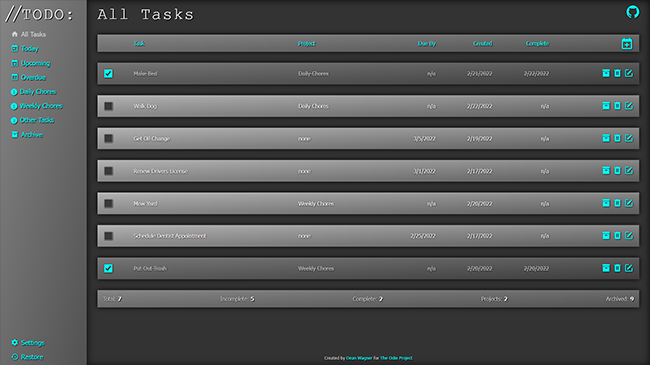 //TODO:
All Tasks
Today
Upcoming
Overdue
Daily Chores
Weekly Chores
Other Tasks
Archive
Settings
Restore
All Tasks
Task Project Due By Created Complete
Make Bed Daily Chores n/a 2/21/2022 2/22/2022
Walk Dog Daily Chores n/a 2/22/2022 n/a
Get Oil Change none 3/5/2022 2/19/2022 n/a
Renew Drivers License none 3/1/2022 2/17/2022 n/a
Mow Yard Weekly Chores n/a 2/20/2022 n/a
Schedule Dentist Appointment none 2/25/2022 2/17/2022 n/a
Put Out Trash Weekly Chores n/a 2/20/2022 2/20/2022
Total: 7 Incomplete: 5 Complete: 2 Projects: 2 Archived: 9
Created by Dean Wagner for The Odin Project